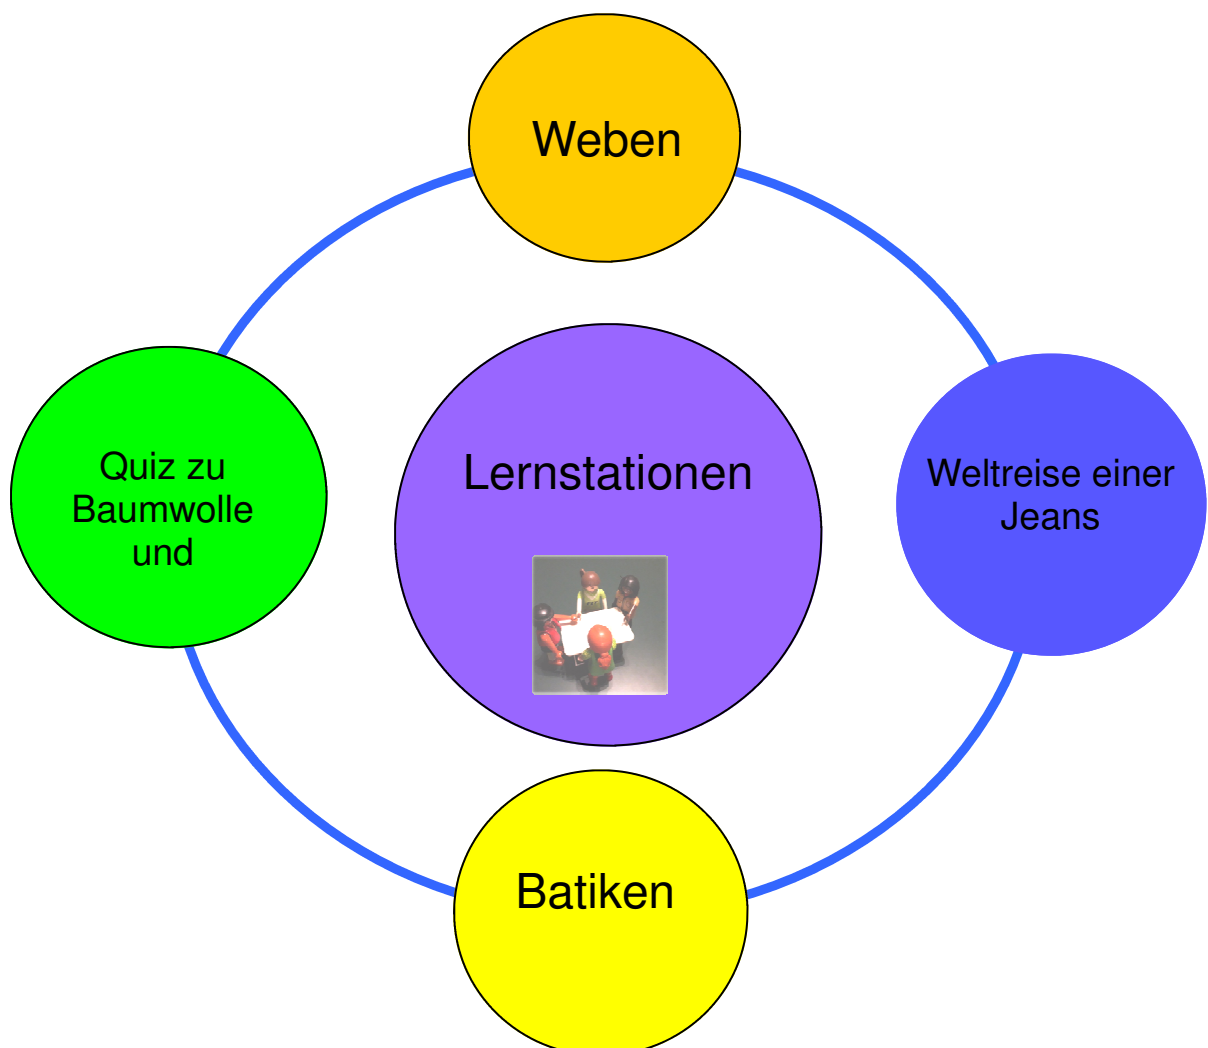 Weben
Quiz zu
Baumwolle
und
Lernstationen
Weltreise einer
Jeans
Batiken